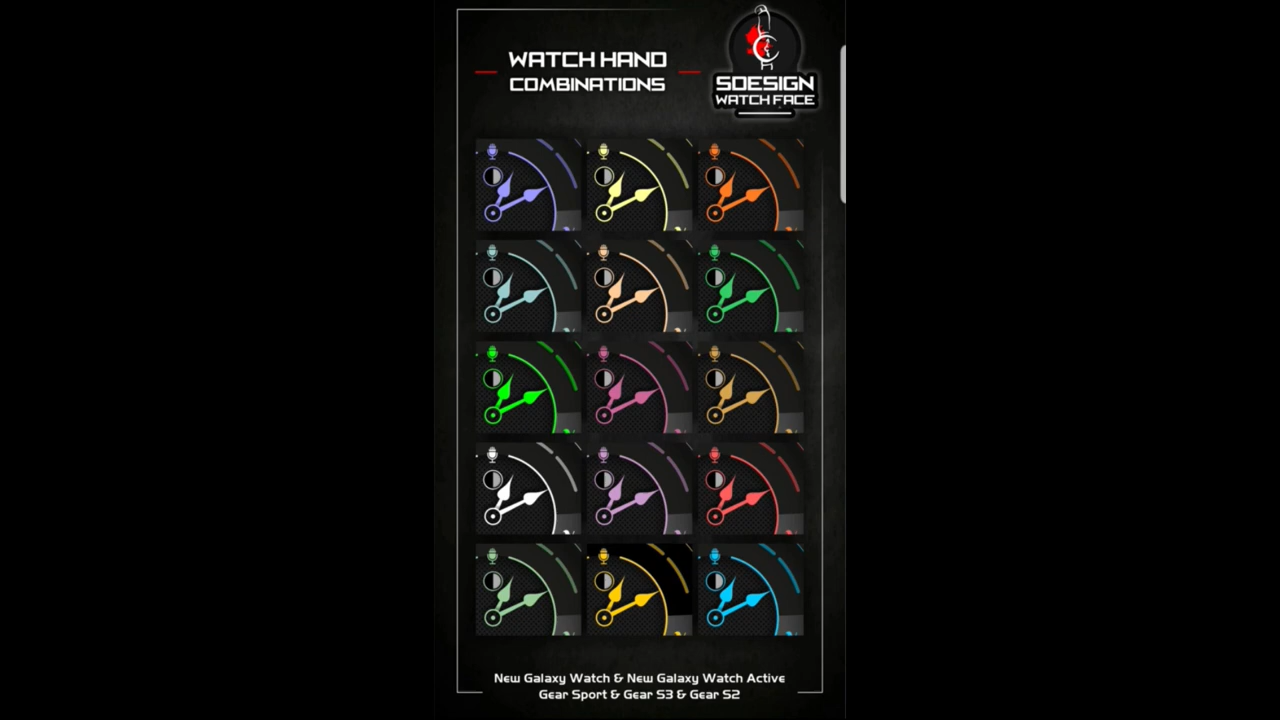 WATCH HAND
COMBINATIONS
SDESIGN
WATCH FACE
New Galaxy Watch & New Galaxy Watch Active
Gear Sport & Gear S3 & Gear S2